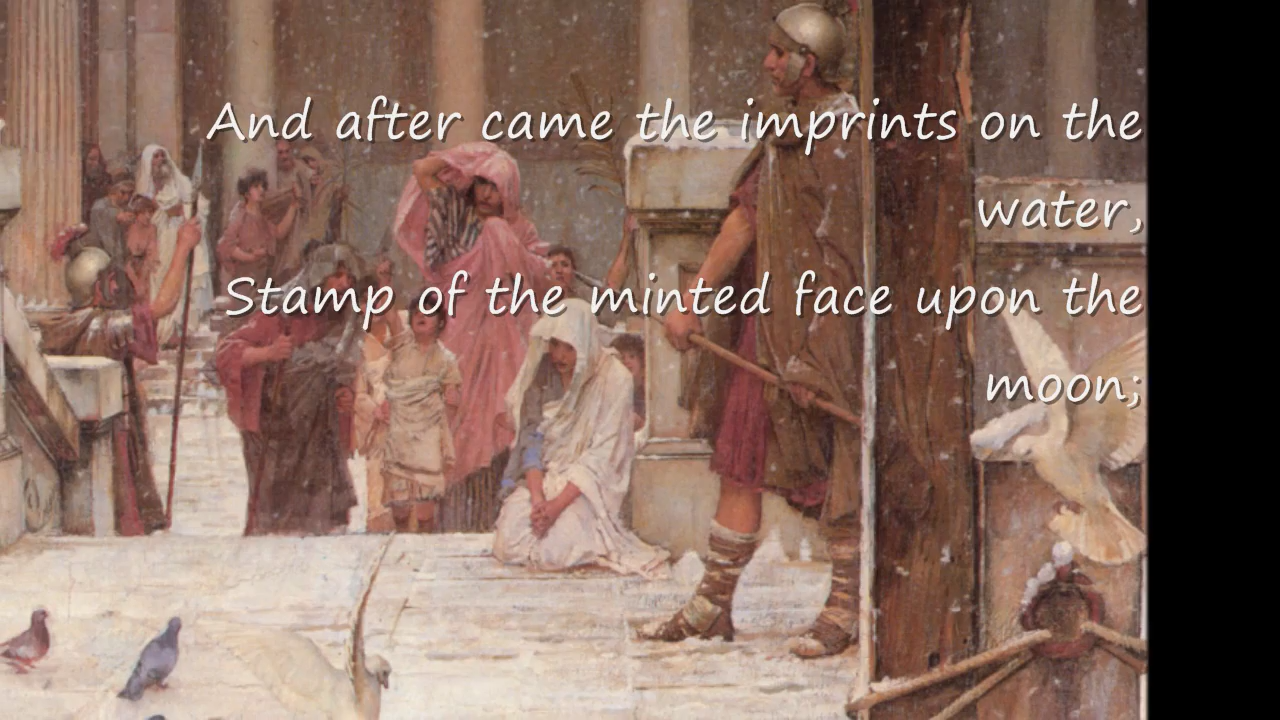 And after came the imprints on the
water,
Stamp of the minted face upon the
moon;